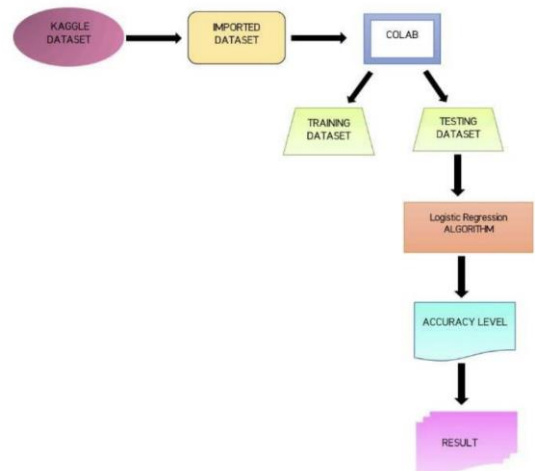 KAGGLE
DATASET
IMPORTED
DATASET
COLAB
TRAINING
DATASET
TESTING
DATASET
Logistic Regression
ALGORITHM
ACCURACY LEVEL
RESULT